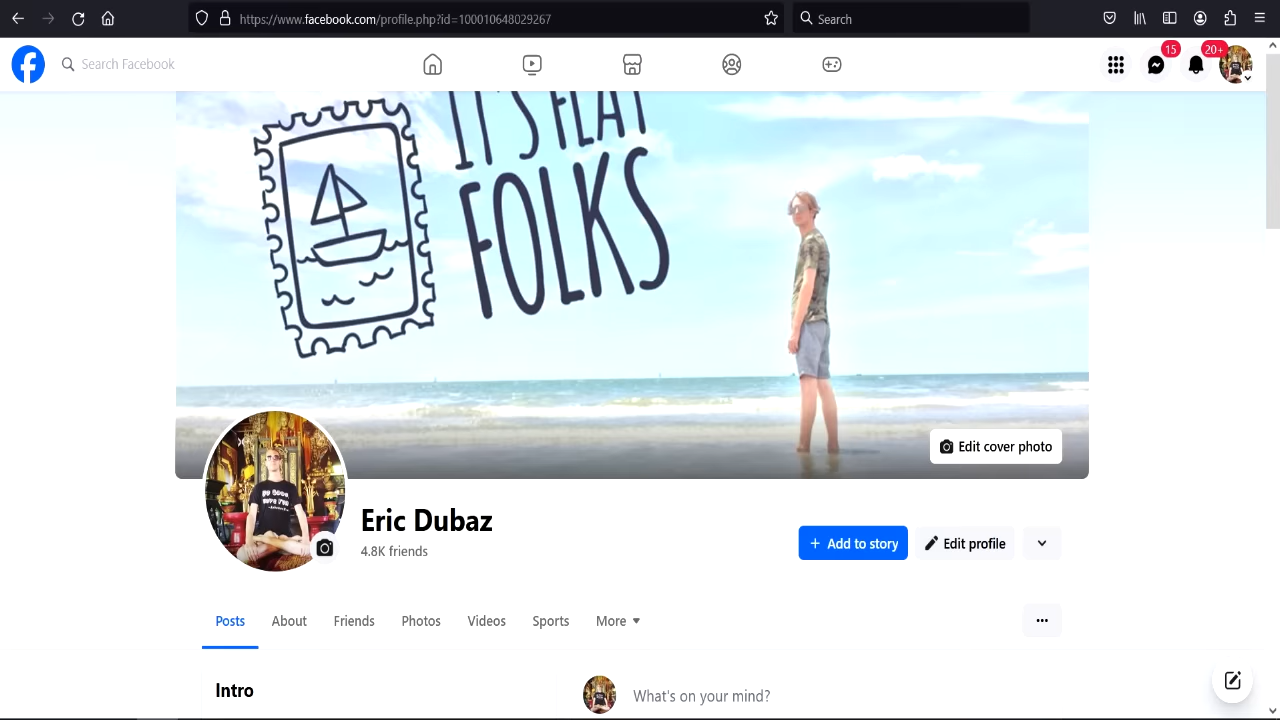 https://www.facebook.com/profile.php?id=100010648029267
Search
Search Facebook
15
20+
IT'S FLAT
FOLKS
Edit cover photo
Eric Dubaz
4.8K friends
+ Add to story
Edit profile
Posts
About
Friends
Photos
Videos
Sports
More
Intro
What's on your mind?